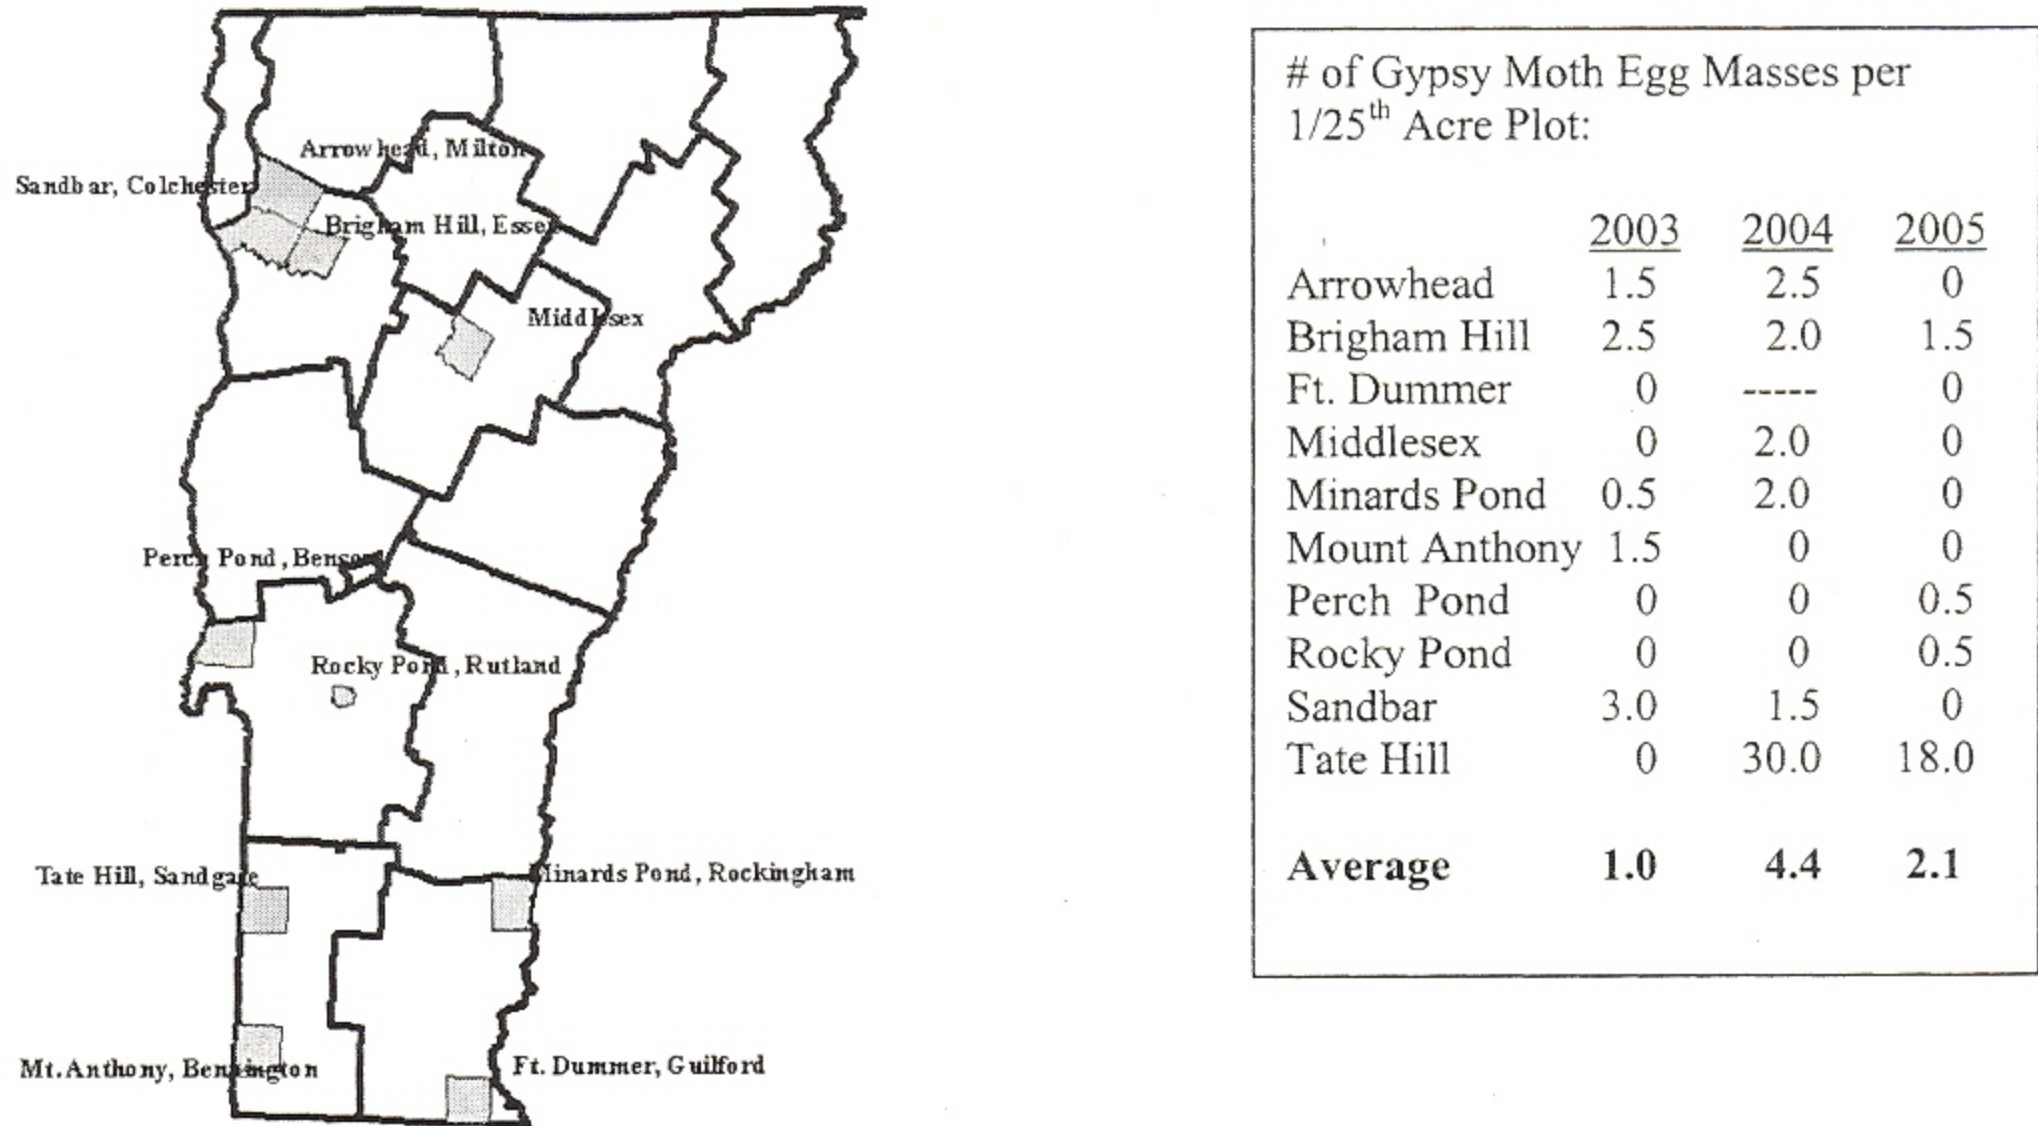 Arrowhead, Milton
Sandbar, Colchester
Brigham Hill, Essex
Middlesex
Perch Pond, Benson
Rocky Pond, Rutland
Tate Hill, Sandgate
Minards Pond, Rockingham
Mt. Anthony, Bennington
Ft. Dummer, Guilford
# of Gypsy Moth Egg Masses per
1/25th Acre Plot:
2003 2004 2005
Arrowhead 1.5 2.5 0
Brigham Hill 2.5 2.0 1.5
Ft. Dummer 0 ----- 0
Middlesex 0 2.0 0
Minards Pond 0.5 2.0 0
Mount Anthony 1.5 0 0
Perch Pond 0 0 0.5
Rocky Pond 0 0 0.5
Sandbar 3.0 1.5 0
Tate Hill 0 30.0 18.0
Average 1.0 4.4 2.1